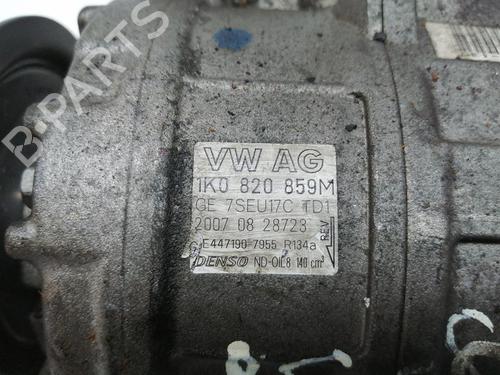 VW AG
1K0 820 859M
GE 7SEU17C TD1
2007 08 28723
GE447190-7955 R134a
REV
DENSO ND-OIL8 140 cm³
B-PARTS